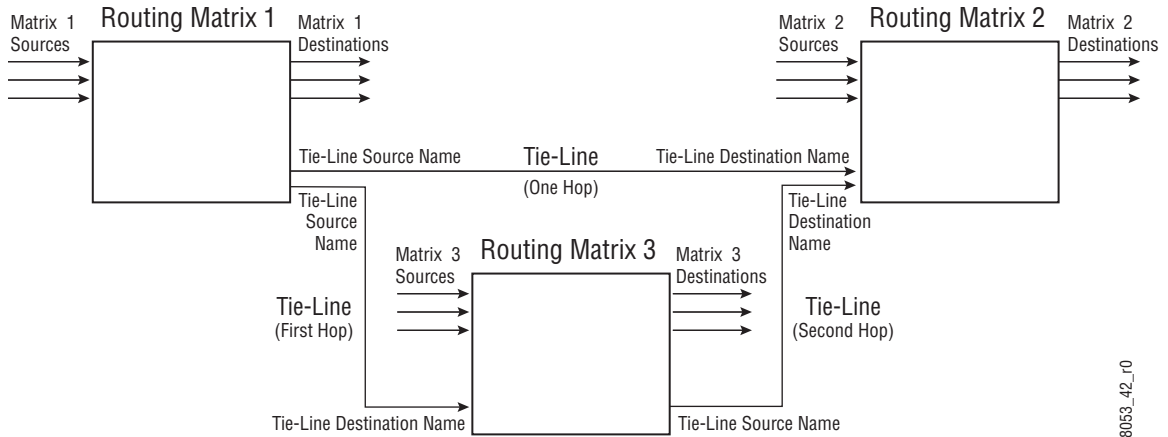 Matrix 1
Sources
Routing Matrix 1
Matrix 1
Destinations
Matrix 2
Sources
Routing Matrix 2
Matrix 2
Destinations
Tie-Line Source Name
Tie-Line
(One Hop)
Tie-Line Destination Name
Tie-Line
Source
Name
Tie-Line
Destination
Name
Matrix 3
Sources
Routing Matrix 3
Matrix 3
Destinations
Tie-Line
(First Hop)
Tie-Line
(Second Hop)
Tie-Line Destination Name
Tie-Line Source Name
8053_42_r0